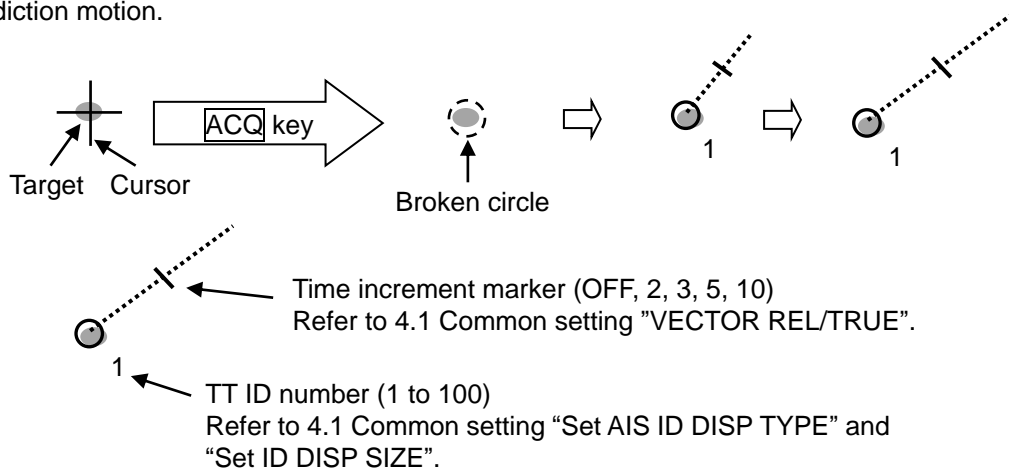 diction motion.
ACQ key
1
1
Target Cursor
Broken circle
Time increment marker (OFF, 2, 3, 5, 10)
Refer to 4.1 Common setting ”VECTOR REL/TRUE”.
1
TT ID number (1 to 100)
Refer to 4.1 Common setting “Set AIS ID DISP TYPE” and
“Set ID DISP SIZE”.